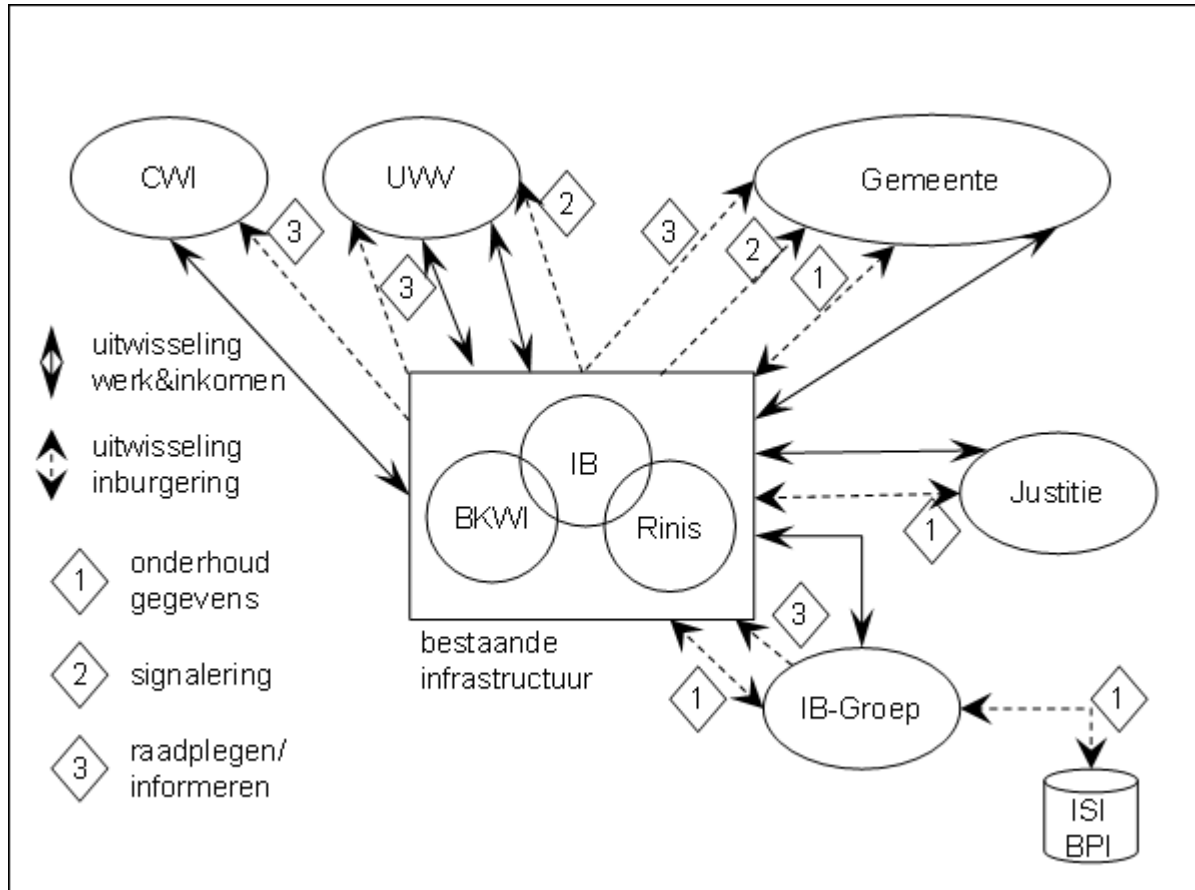 CWI
UWV
Gemeente
3
2
3
2
1
3
uitwisseling
werk&inkomen
uitwisseling
inburgering
IB
BKWI
Rinis
Justitie
1
1
onderhoud
gegevens
2
signalering
3
raadplegen/
informeren
bestaande
infrastructuur
3
1
IB-Groep
1
ISI
BPI